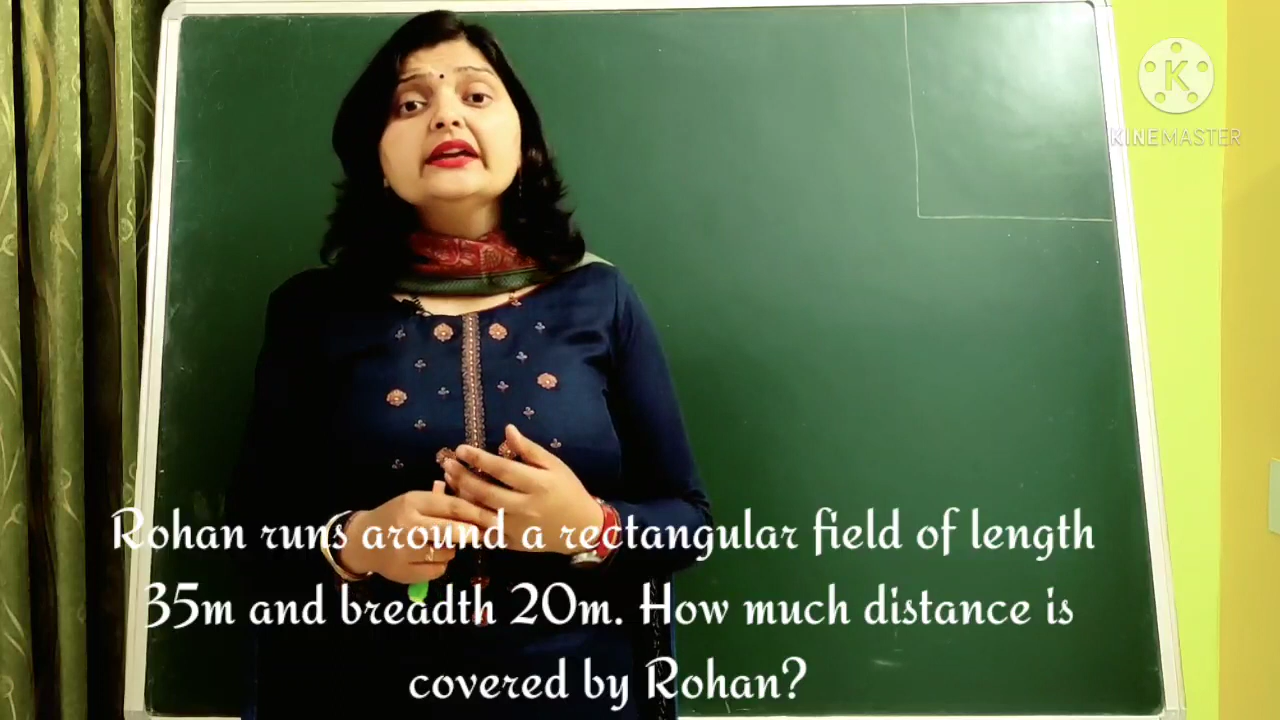 K
KINEMASTER
Rohan runs around a rectangular field of length
35m and breadth 20m. How much distance is
covered by Rohan?